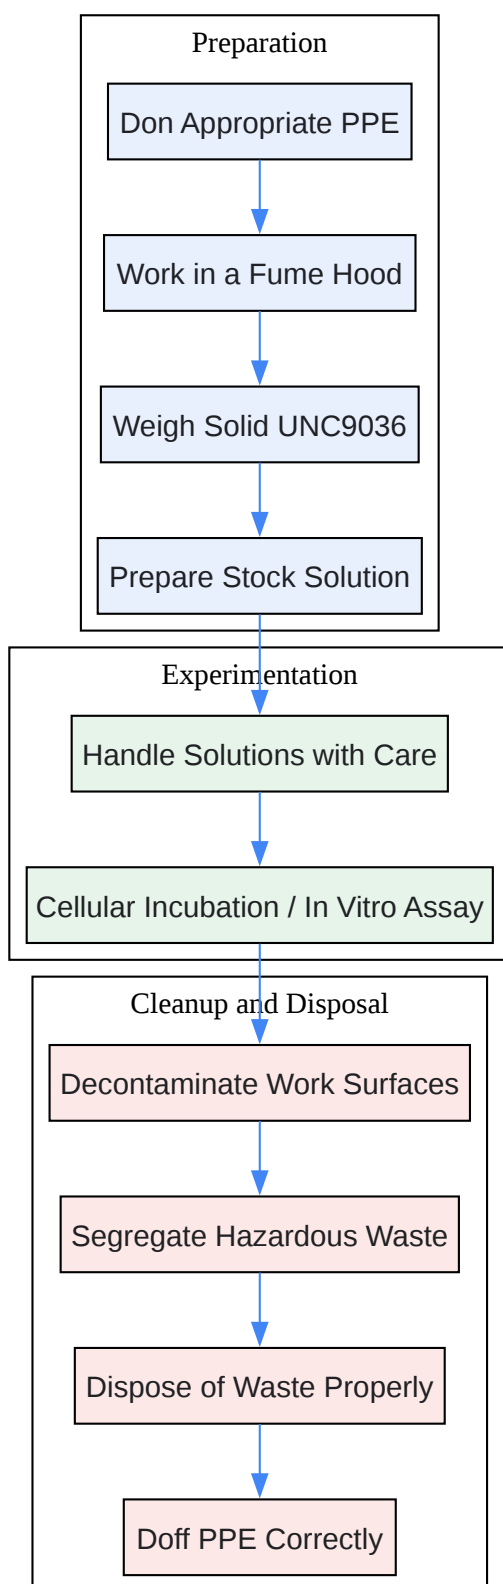 Preparation
Don Appropriate PPE
Work in a Fume Hood
Weigh Solid UNC9036
Prepare Stock Solution
Experimentation
Handle Solutions with Care
Cellular Incubation / In Vitro Assay
Cleanup and Disposal
Decontaminate Work Surfaces
Segregate Hazardous Waste
Dispose of Waste Properly
Doff PPE Correctly